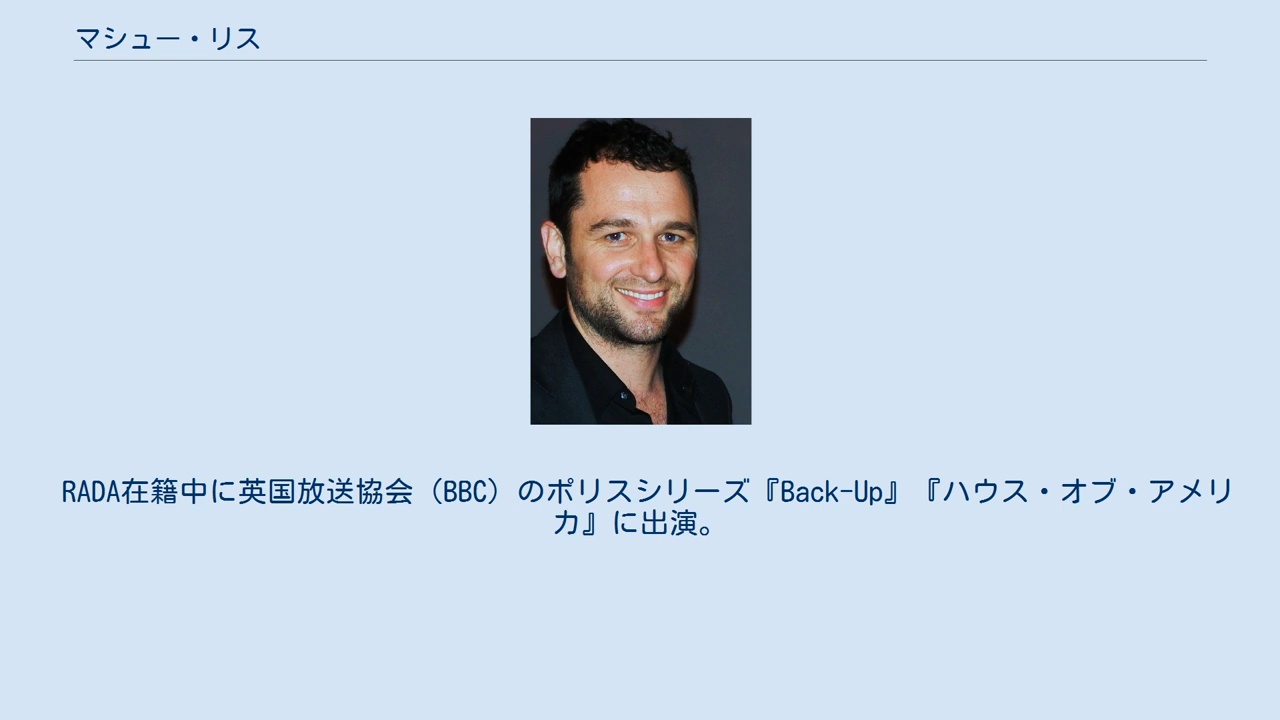 マシュー・リス
RADA在籍中に英国放送協会（BBC）のポリスシリーズ『Back-Up』『ハウス・オブ・アメリ
カ』に出演。